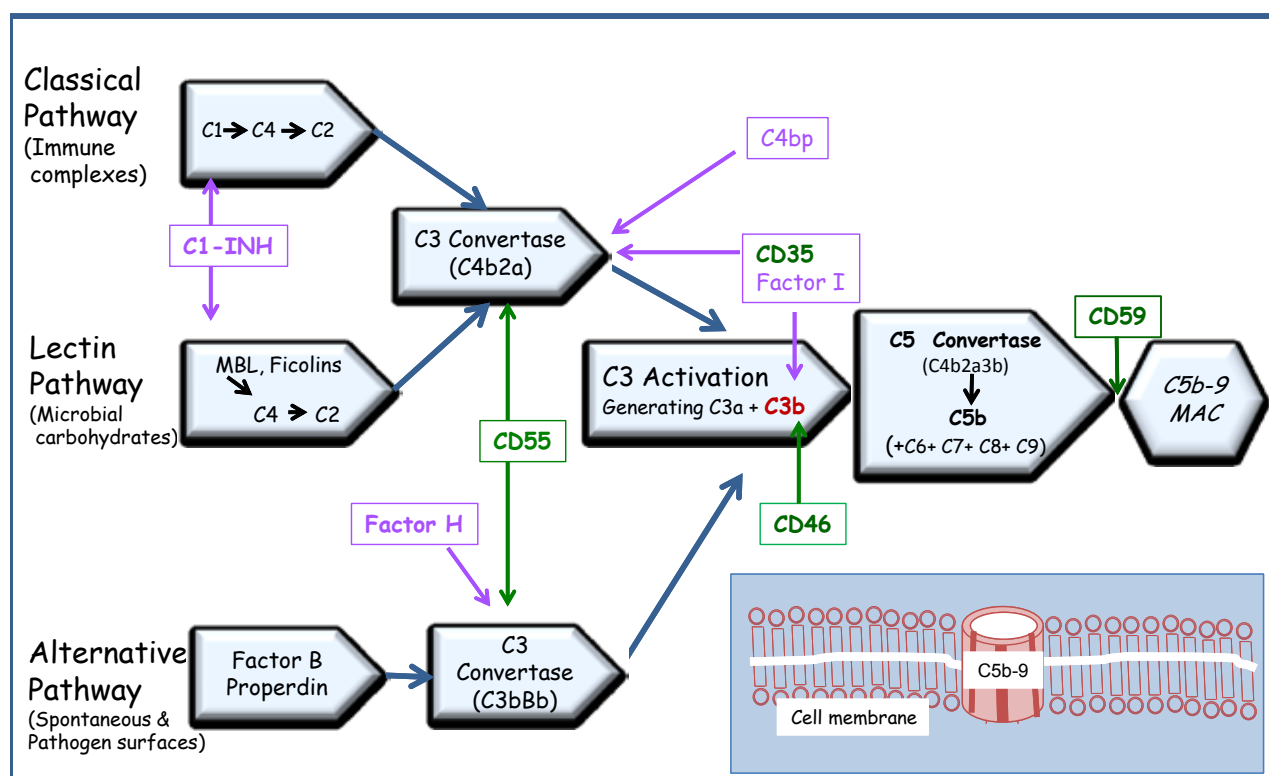 Classical
Pathway
(Immune
complexes)
C1 → C4 → C2
C4bp
C1-INH
C3 Convertase
(C4b2a)
CD35
Factor I
Lectin
Pathway
(Microbial
carbohydrates)
MBL, Ficolins
C4 → C2
C3 Activation
Generating C3a + C3b
C5 Convertase
(C4b2a3b)
C5b
(+C6+ C7+ C8+ C9)
CD59
C5b-9
MAC
CD55
Factor H
CD46
Alternative
Pathway
(Spontaneous &
Pathogen surfaces)
Factor B
Properdin
C3
Convertase
(C3bBb)
C5b-9
Cell membrane